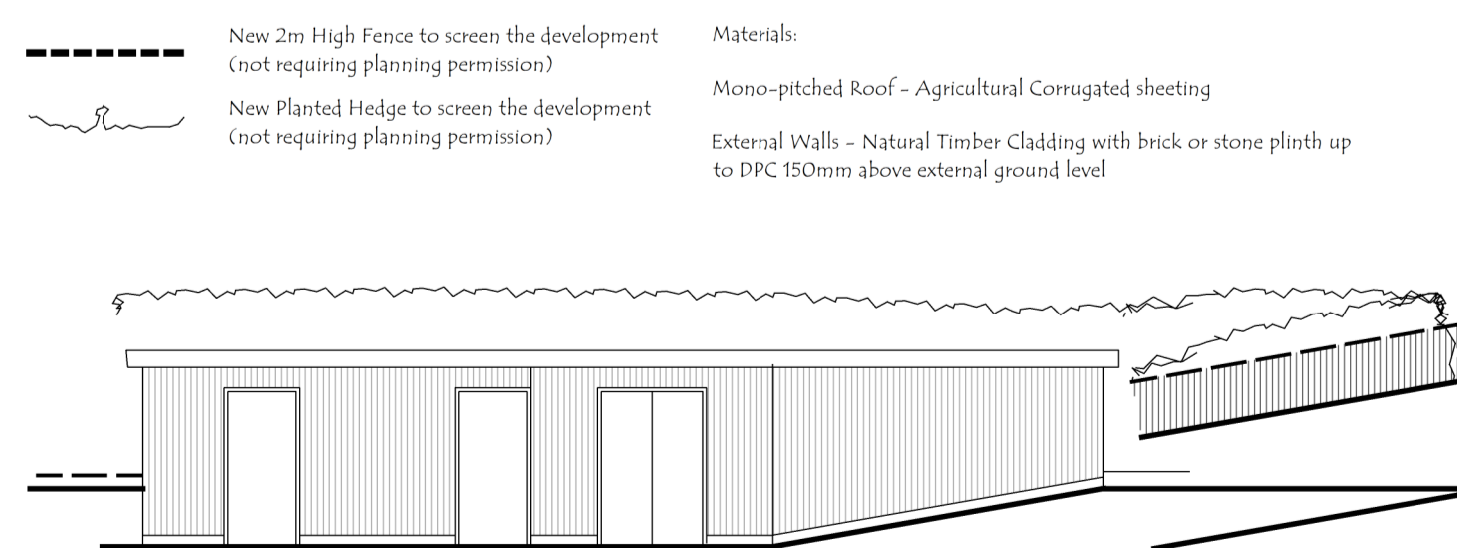 New 2m High Fence to screen the development
(not requiring planning permission)
New Planted Hedge to screen the development
(not requiring planning permission)
Materials:
Mono-pitched Roof - Agricultural Corrugated sheeting
External Walls - Natural Timber Cladding with brick or stone plinth up
to DPC 150mm above external ground level